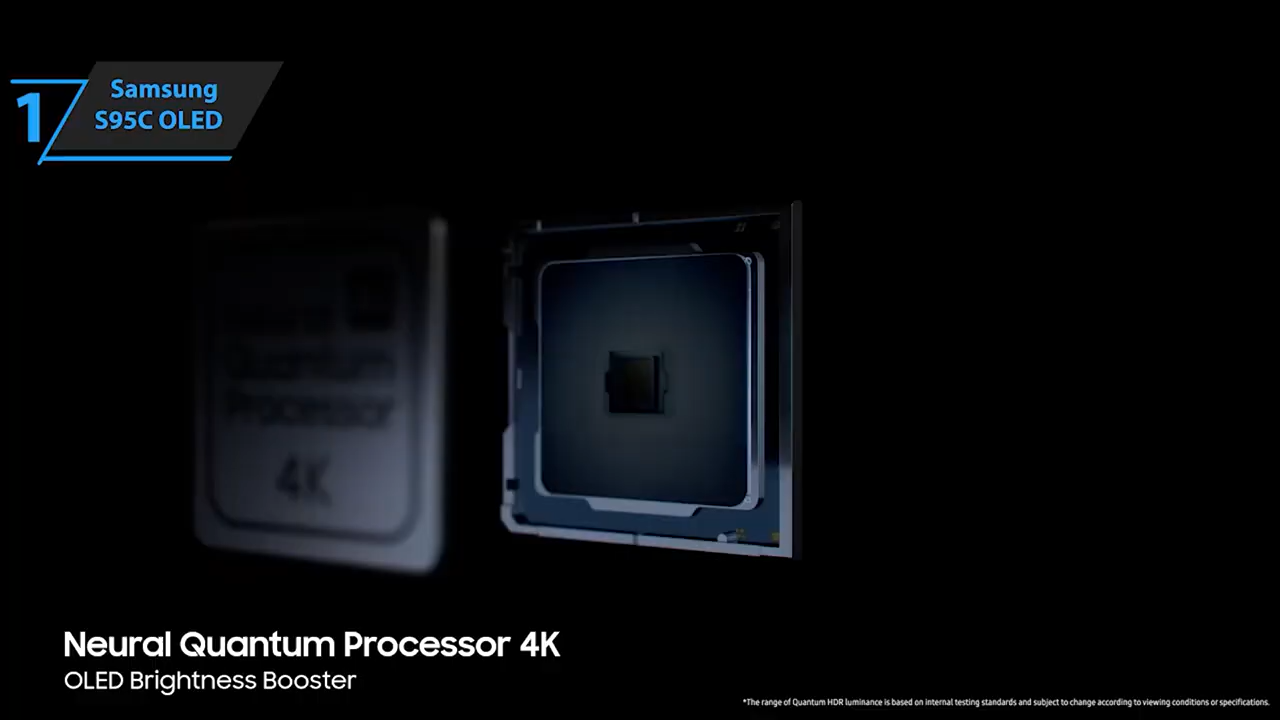 1
Samsung
S95C OLED
Quantum
Processor
4K
Neural Quantum Processor 4K
OLED Brightness Booster
*The range of Quantum HDR luminance is based on internal testing standards and subject to change according to viewing conditions or specifications.